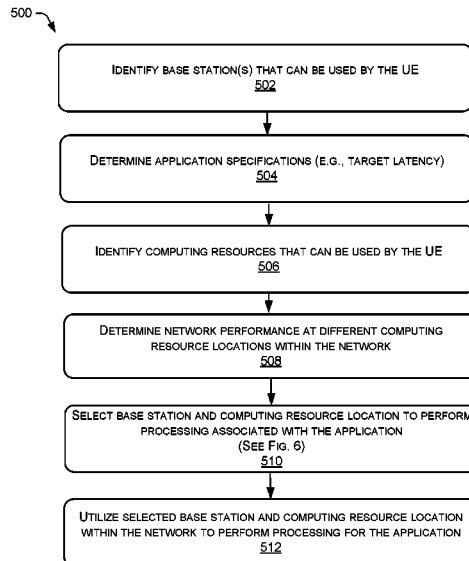 500
IDENTIFY BASE STATION(S) THAT CAN BE USED BY THE UE
502
DETERMINE APPLICATION SPECIFICATIONS (E.G., TARGET LATENCY)
504
IDENTIFY COMPUTING RESOURCES THAT CAN BE USED BY THE UE
506
DETERMINE NETWORK PERFORMANCE AT DIFFERENT COMPUTING
RESOURCE LOCATIONS WITHIN THE NETWORK
508
SELECT BASE STATION AND COMPUTING RESOURCE LOCATION TO PERFORM
PROCESSING ASSOCIATED WITH THE APPLICATION
(SEE FIG. 6)
510
UTILIZE SELECTED BASE STATION AND COMPUTING RESOURCE LOCATION
WITHIN THE NETWORK TO PERFORM PROCESSING FOR THE APPLICATION
512